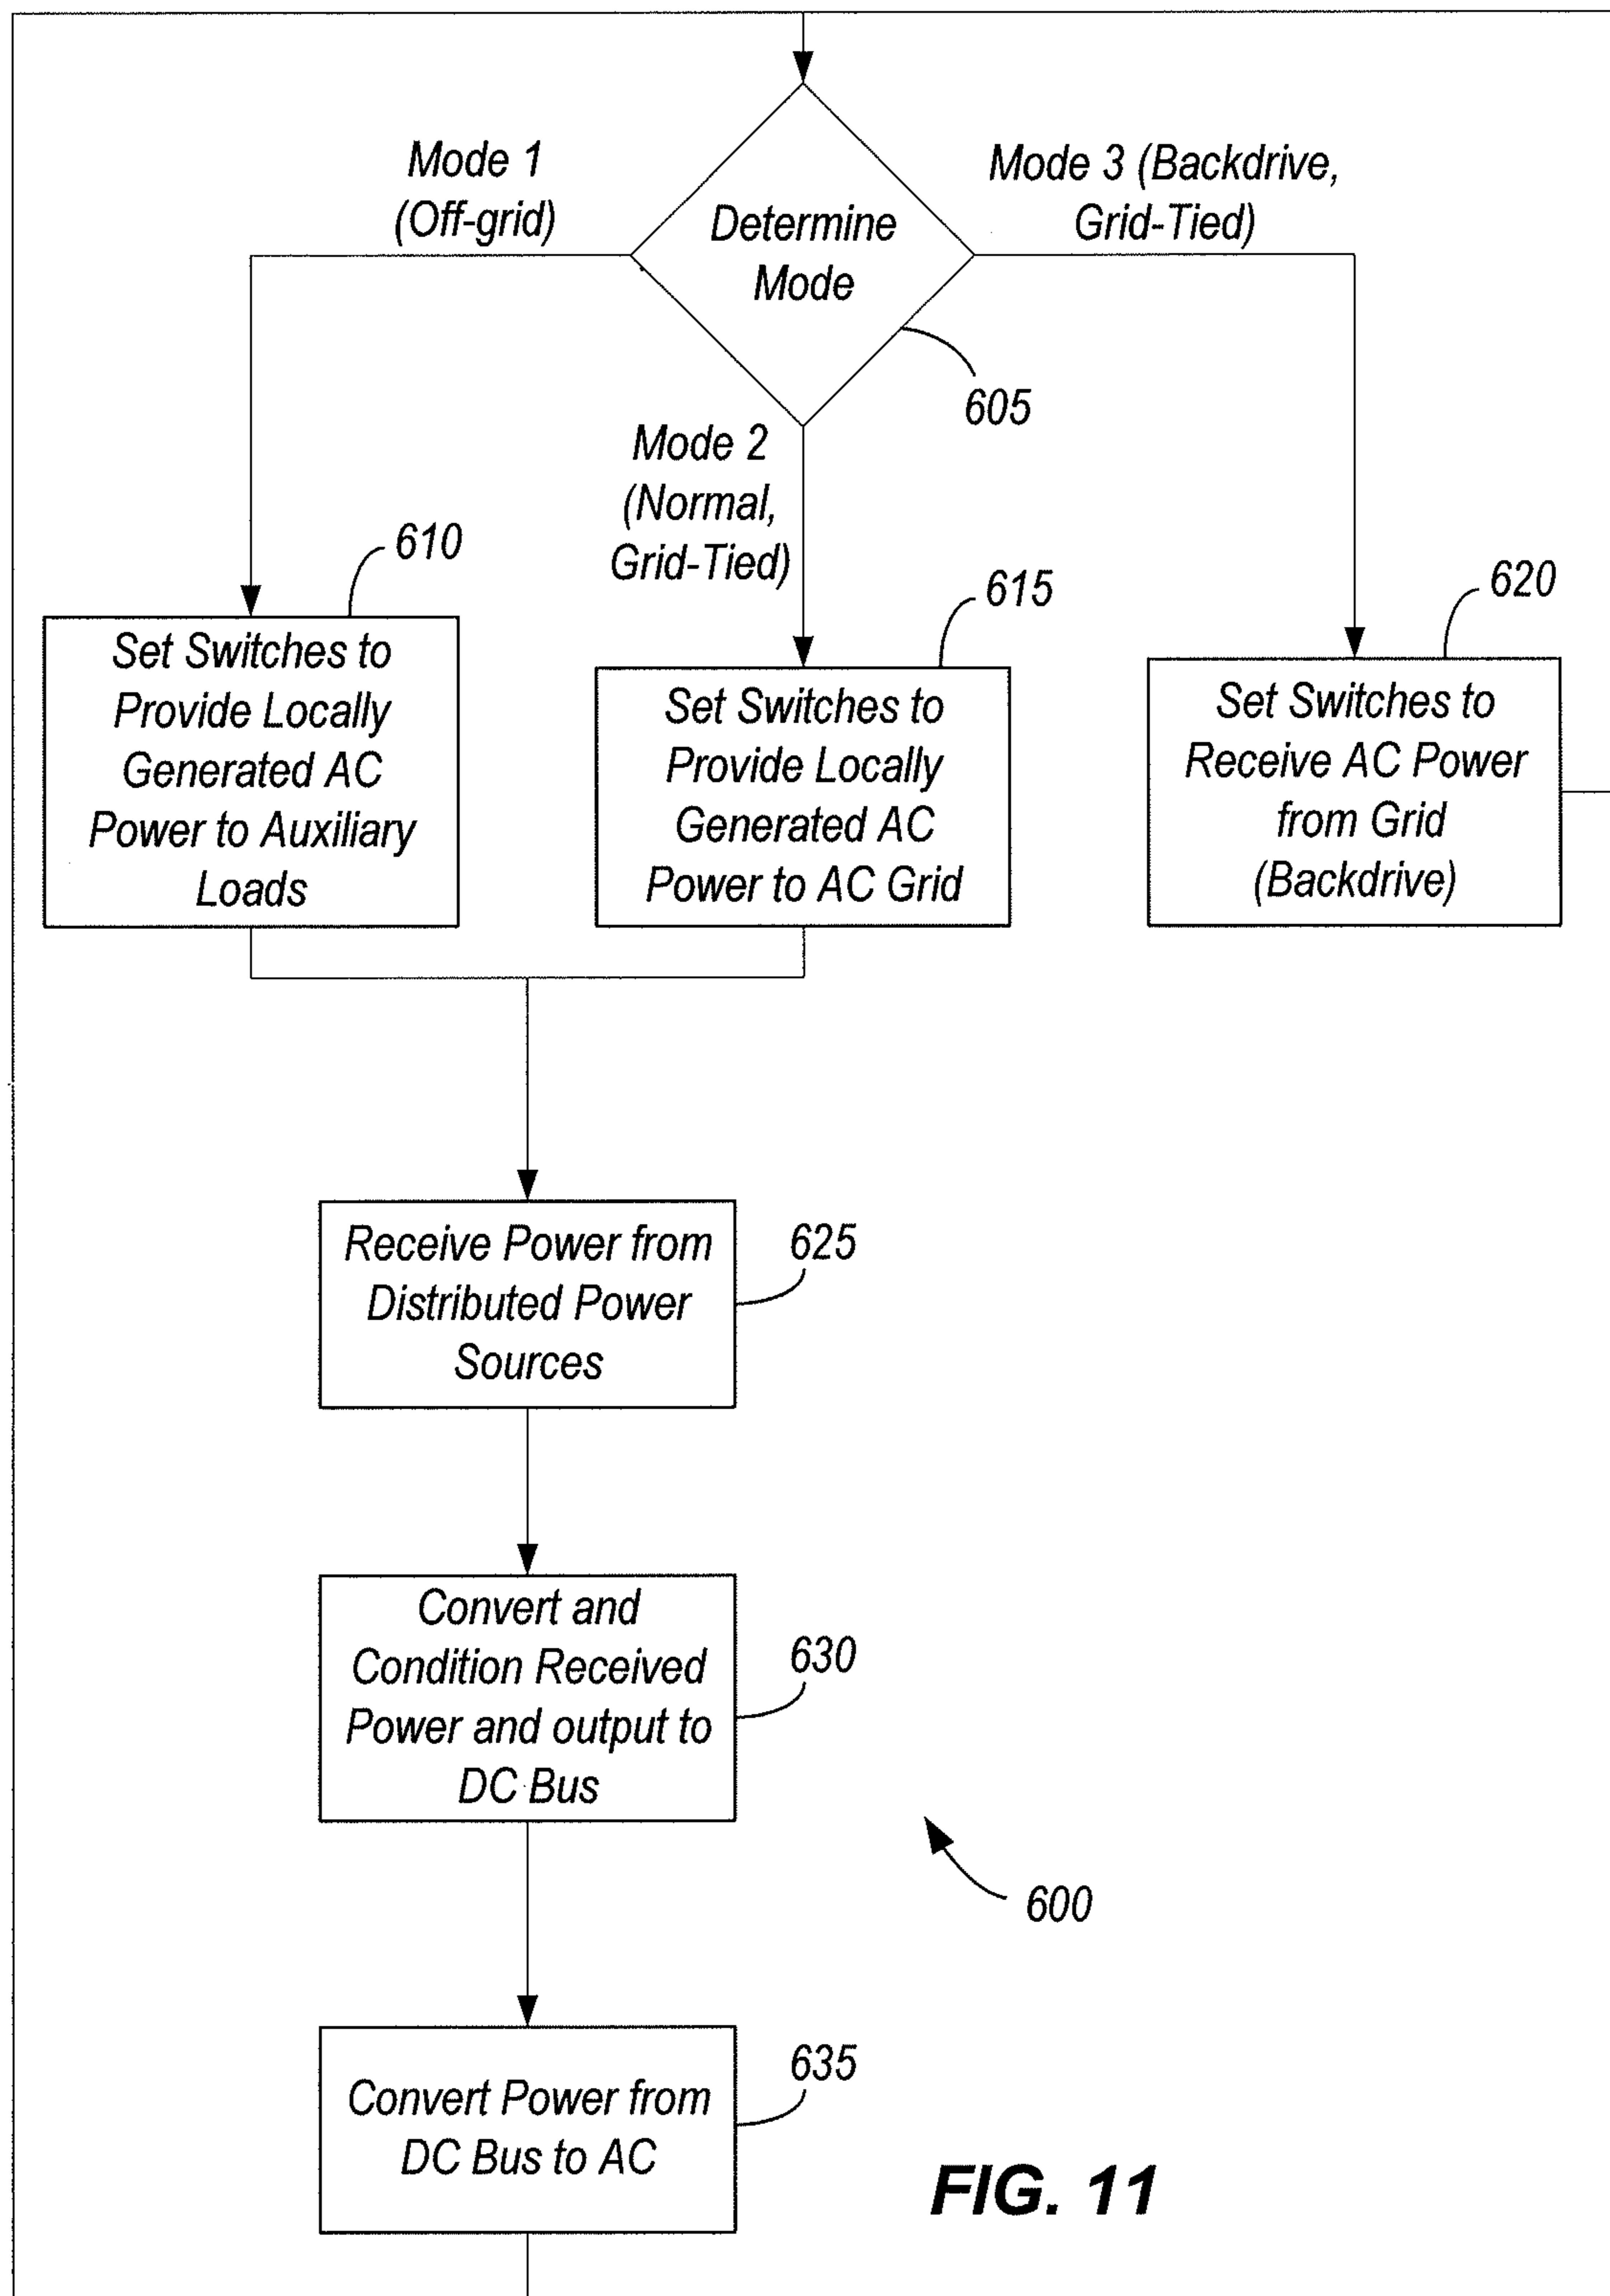 Mode 1
(Off-grid)
Determine
Mode
Mode 3 (Backdrive,
Grid-Tied)
605
Mode 2
(Normal,
Grid-Tied)
610
Set Switches to
Provide Locally
Generated AC
Power to Auxiliary
Loads
615
Set Switches to
Provide Locally
Generated AC
Power to AC Grid
620
Set Switches to
Receive AC Power
from Grid
(Backdrive)
Receive Power from
Distributed Power
Sources
625
Convert and
Condition Received
Power and output to
DC Bus
630
600
Convert Power from
DC Bus to AC
635
FIG. 11